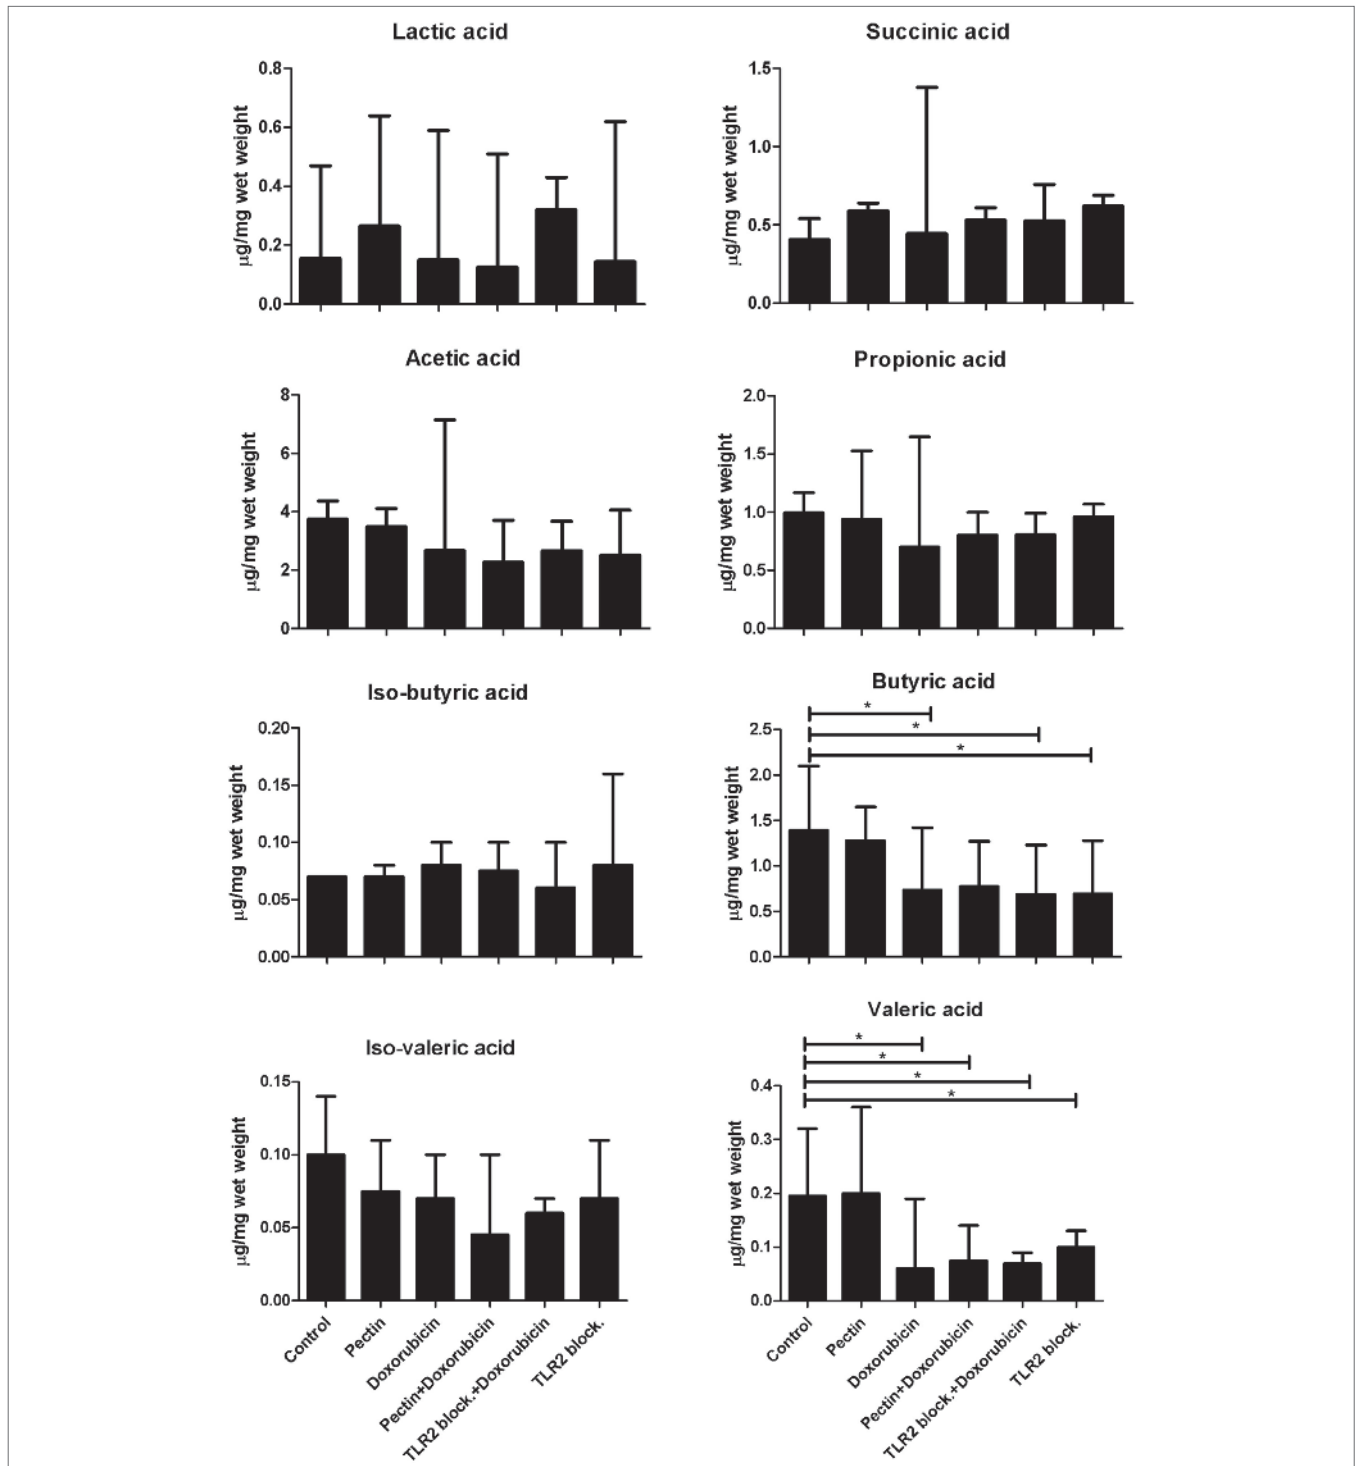 Lactic acid
µg/mg wet weight
0.8
0.6
0.4
0.2
0.0
Succinic acid
µg/mg wet weight
1.5
1.0
0.5
0.0
Acetic acid
µg/mg wet weight
8
6
4
2
0
Propionic acid
µg/mg wet weight
2.0
1.5
1.0
0.5
0.0
Iso-butyric acid
µg/mg wet weight
0.20
0.15
0.10
0.05
0.00
Butyric acid
*
*
*
µg/mg wet weight
2.5
2.0
1.5
1.0
0.5
0.0
Iso-valeric acid
µg/mg wet weight
0.15
0.10
0.05
0.00
Control
Pectin
Doxorubicin
Pectin+Doxorubicin
TLR2 block.+Doxorubicin
TLR2 block.
Valeric acid
*
*
*
*
µg/mg wet weight
0.4
0.3
0.2
0.1
0.0
Control
Pectin
Doxorubicin
Pectin+Doxorubicin
TLR2 block.+Doxorubicin
TLR2 block.